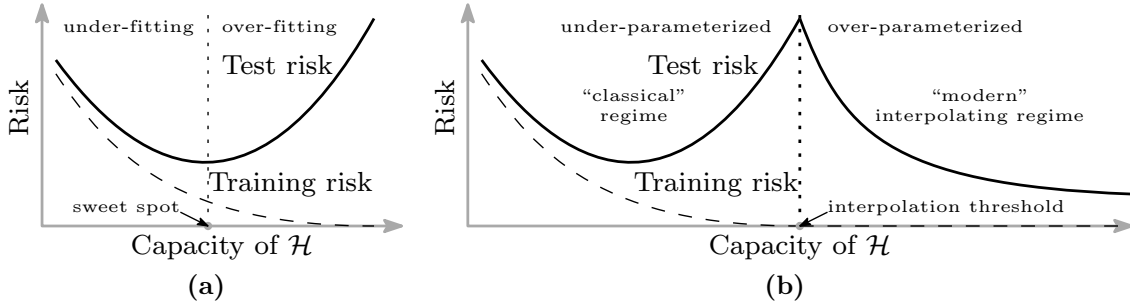 under-fitting
over-fitting
Test risk
Risk
Training risk
sweet spot
Capacity of ℋ
(a)
under-parameterized
over-parameterized
Test risk
“classical”
regime
“modern”
interpolating regime
Risk
Training risk
interpolation threshold
Capacity of ℋ
(b)